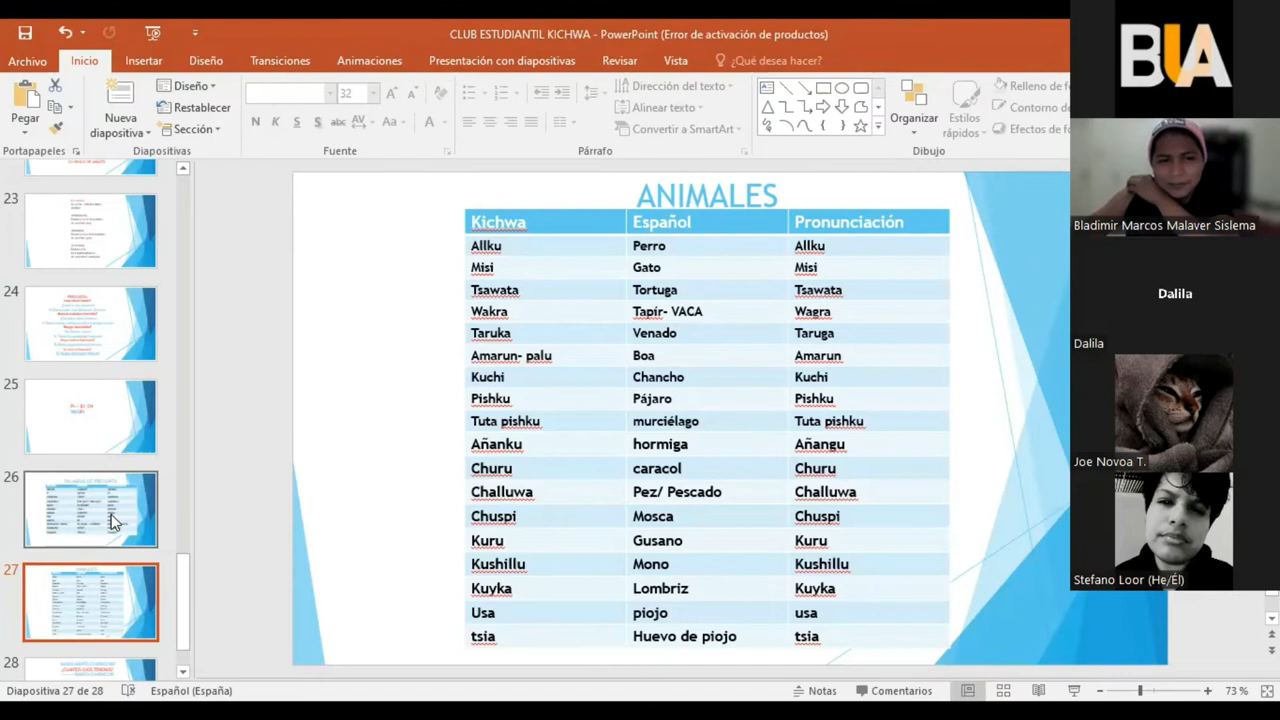 CLUB ESTUDIANTIL KICHWA - PowerPoint (Error de activación de productos)
Archivo Inicio Insertar Diseño Transiciones Animaciones Presentación con diapositivas Revisar Vista ¿Qué desea hacer?
Pegar
Nueva diapositiva
Diseño
Restablecer
Sección
32
N K S abc AV Aa A
Dirección del texto
Alinear texto
Convertir a SmartArt
Organizar
Estilos rápidos
Relleno de fo
Contorno de
Efectos de fo
Portapapeles Diapositivas Fuente Párrafo Dibujo
23
24
25
26
27
28
ANIMALES
Kichwa Español Pronunciación
Allku Perro Allku
Misi Gato Misi
Tsawata Tortuga Tsawata
Wakra Tapir- VACA Wagra
Taruka Venado Taruga
Amarun- palu Boa Amarun
Kuchi Chancho Kuchi
Pishku Pájaro Pishku
Tuta pishku murciélago Tuta pishku
Añanku hormiga Añangu
Churu caracol Churu
Challuwa Pez/ Pescado Challuwa
Chuspi Mosca Chuspi
Kuru Gusano Kuru
Kushillu Mono Kushillu
Kuyka Lombriz Kuyka
Usa piojo usa
tsia Huevo de piojo tsia
BUA
Bladimir Marcos Malaver Sislema
Dalila
Dalila
Joe Novoa T.
Stefano Loor (He/Él)
Diapositiva 27 de 28 Español (España) Notas Comentarios 73 %